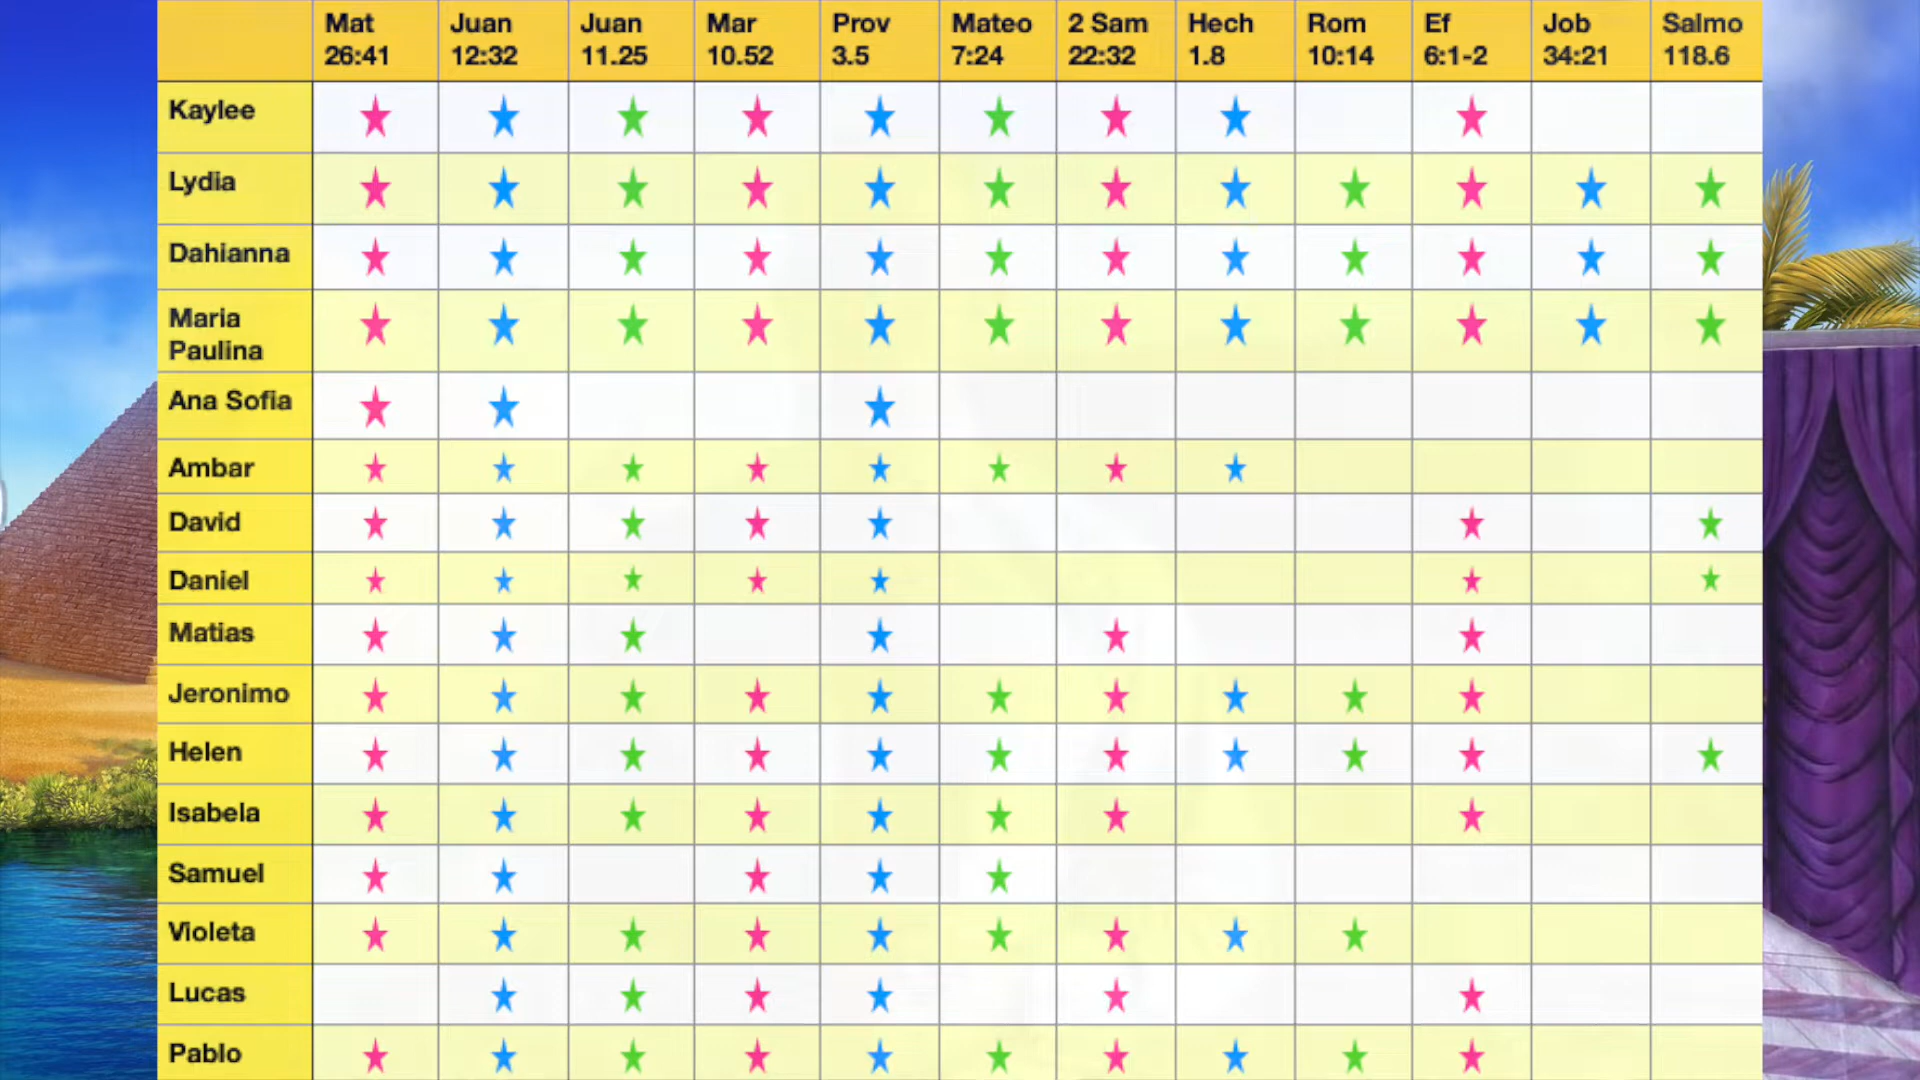 Mat Juan Juan Mar Prov Mateo 2 Sam Hech Rom Ef Job Salmo
26:41 12:32 11.25 10.52 3.5 7:24 22:32 1.8 10:14 6:1-2 34:21 118.6
Kaylee
Lydia
Dahianna
Maria
Paulina
Ana Sofia
Ambar
David
Daniel
Matias
Jeronimo
Helen
Isabela
Samuel
Violeta
Lucas
Pablo